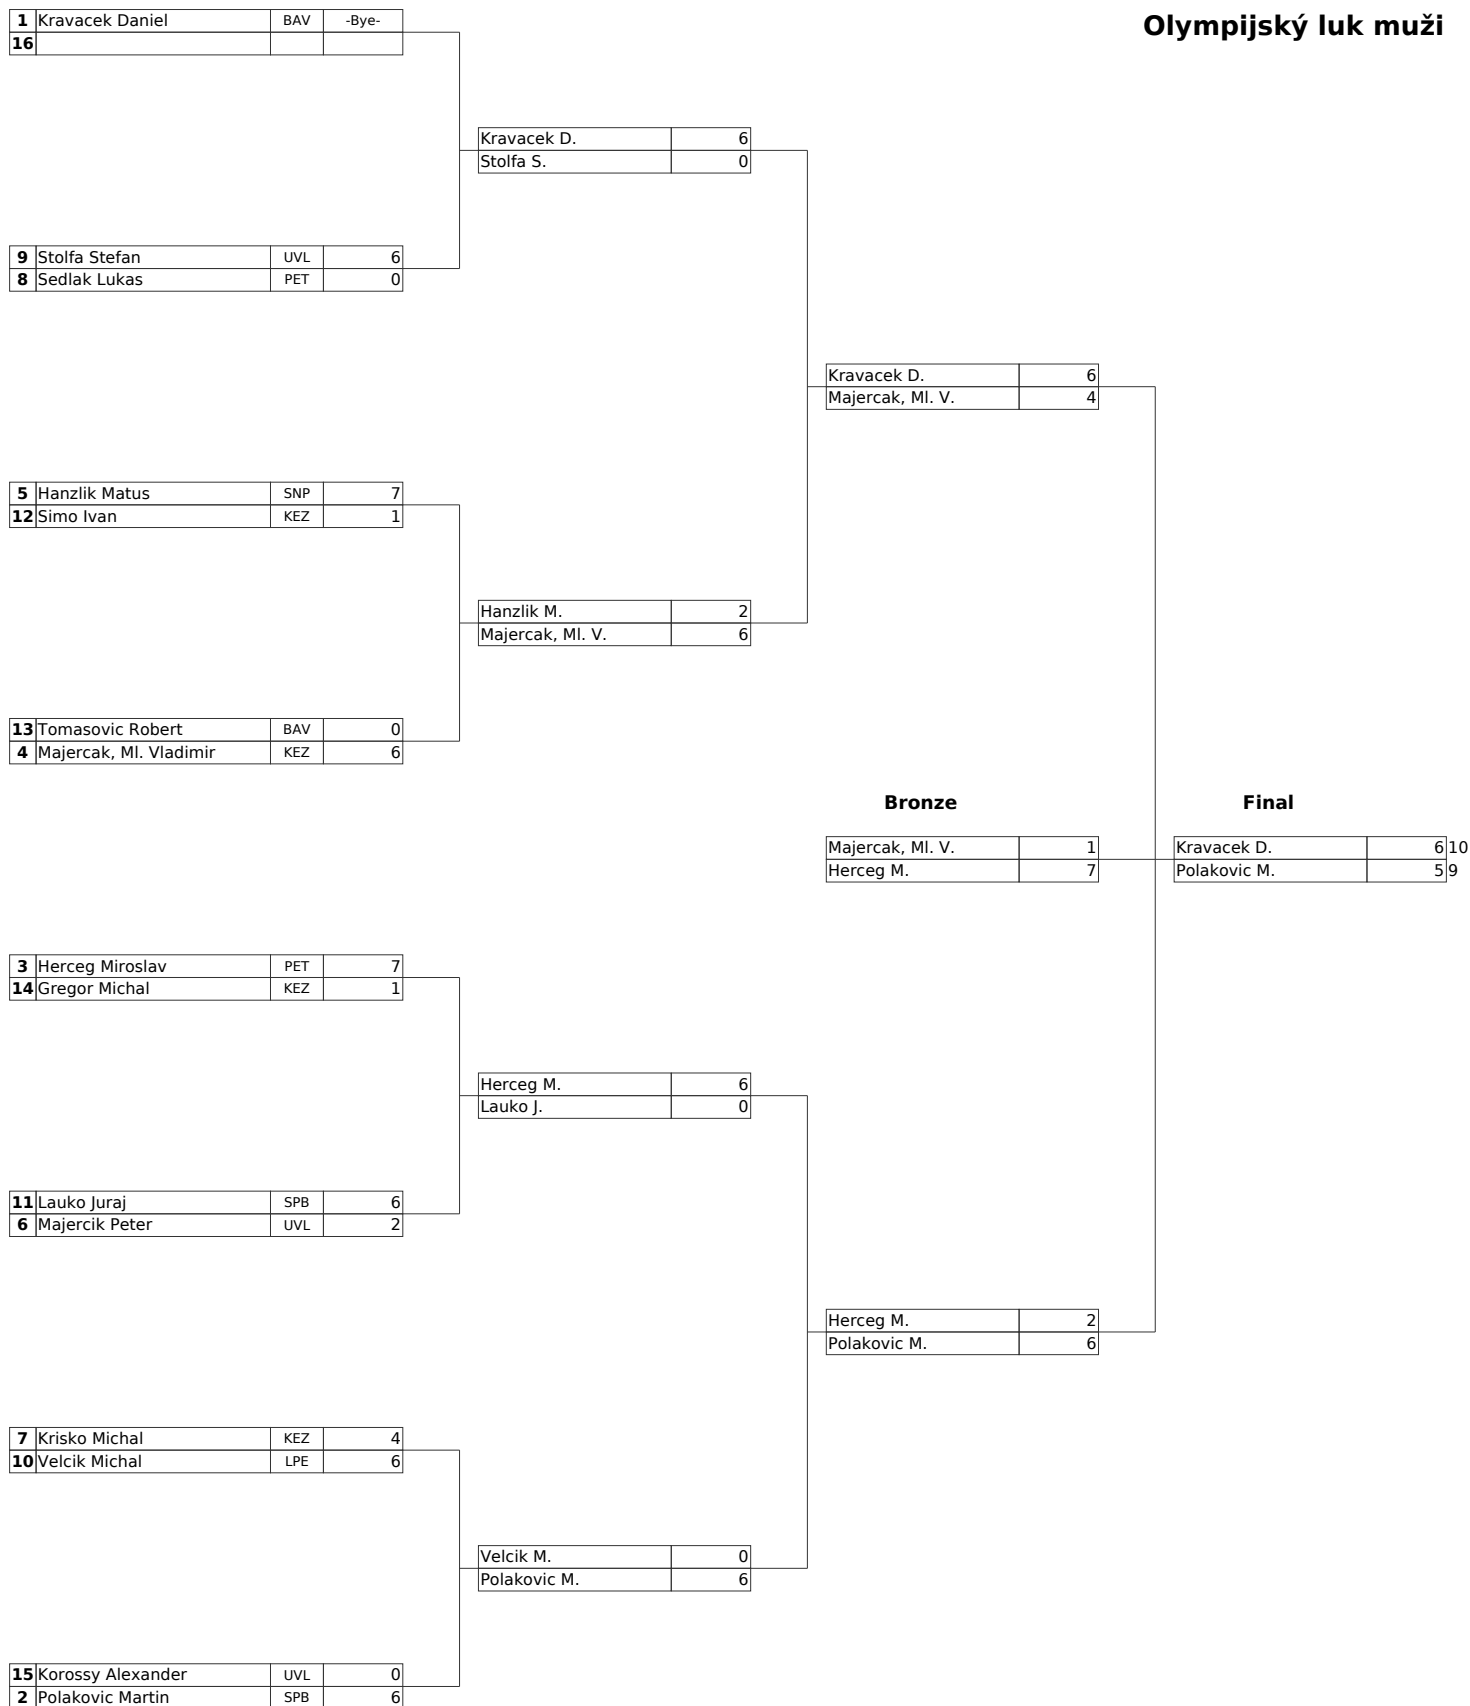 Olympijský luk muži
1 Kravacek Daniel BAV -Bye-
16
Kravacek D. 6
Stolfa S. 0
9 Stolfa Stefan UVL 6
8 Sedlak Lukas PET 0
Kravacek D. 6
Majercak, Ml. V. 4
5 Hanzlik Matus SNP 7
12 Simo Ivan KEZ 1
Hanzlik M. 2
Majercak, Ml. V. 6
13 Tomasovic Robert BAV 0
4 Majercak, Ml. Vladimir KEZ 6
Bronze Final
Majercak, Ml. V. 1 Kravacek D. 6 10
Herceg M. 7 Polakovic M. 5 9
3 Herceg Miroslav PET 7
14 Gregor Michal KEZ 1
Herceg M. 6
Lauko J. 0
11 Lauko Juraj SPB 6
6 Majercik Peter UVL 2
Herceg M. 2
Polakovic M. 6
7 Krisko Michal KEZ 4
10 Velcik Michal LPE 6
Velcik M. 0
Polakovic M. 6
15 Korossy Alexander UVL 0
2 Polakovic Martin SPB 6